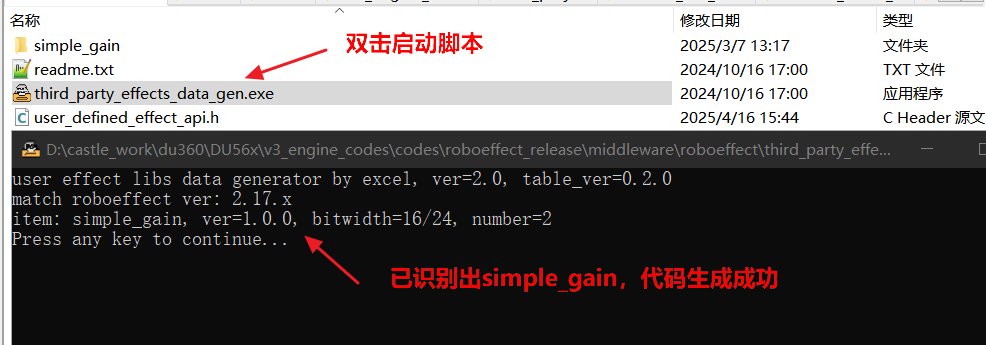 名称 修改日期 类型
双击启动脚本
simple_gain 2025/3/7 13:17 文件夹
readme.txt 2024/10/16 17:00 TXT 文件
third_party_effects_data_gen.exe 2024/10/16 17:00 应用程序
user_defined_effect_api.h 2025/4/16 15:44 C Header 源文
D:\castle_work\du360\DU56x\v3_engine_codes\codes\roboeffect_release\middleware\roboeffect\third_party_effe...
user effect libs data generator by excel, ver=2.0, table_ver=0.2.0
match roboeffect ver: 2.17.x
item: simple_gain, ver=1.0.0, bitwidth=16/24, number=2
Press any key to continue...
已识别出simple_gain，代码生成成功